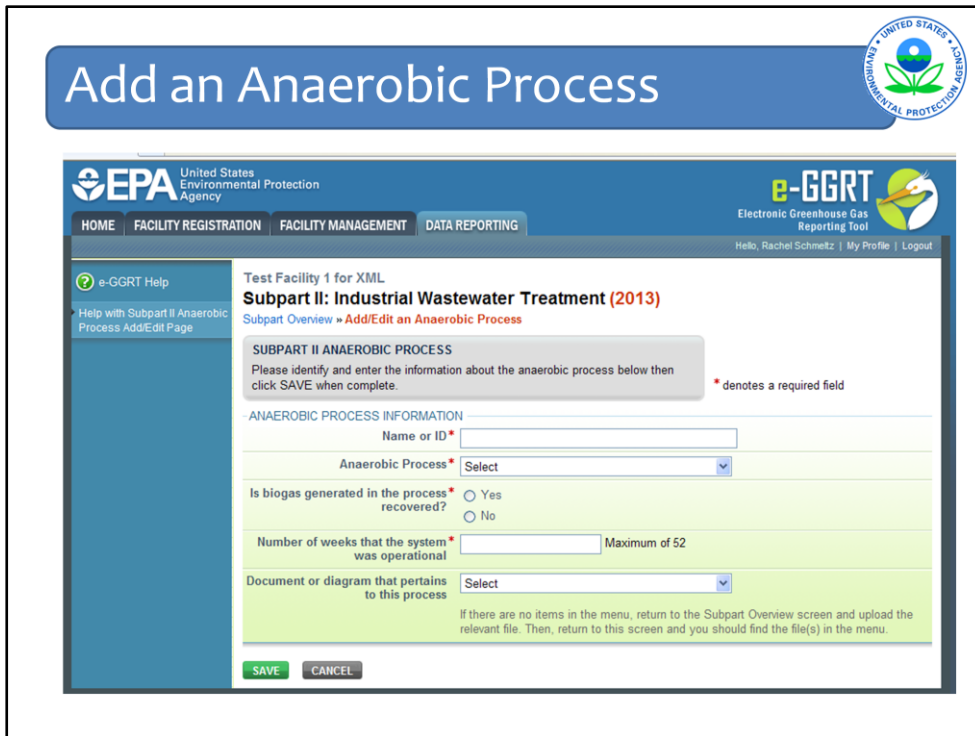 Add an Anaerobic Process
UNITED STATES ENVIRONMENTAL PROTECTION AGENCY
EPA United States
Environmental Protection
Agency
e-GGRT
Electronic Greenhouse Gas
Reporting Tool
HOME FACILITY REGISTRATION FACILITY MANAGEMENT DATA REPORTING
Hello, Rachel Schmeltz | My Profile | Logout
? e-GGRT Help
Help with Subpart II Anaerobic
Process Add/Edit Page
Test Facility 1 for XML
Subpart II: Industrial Wastewater Treatment (2013)
Subpart Overview » Add/Edit an Anaerobic Process
SUBPART II ANAEROBIC PROCESS
Please identify and enter the information about the anaerobic process below then
click SAVE when complete.
* denotes a required field
ANAEROBIC PROCESS INFORMATION
Name or ID*
Anaerobic Process* Select
Is biogas generated in the process* Yes
recovered?
No
Number of weeks that the system* Maximum of 52
was operational
Document or diagram that pertains Select
to this process
If there are no items in the menu, return to the Subpart Overview screen and upload the
relevant file. Then, return to this screen and you should find the file(s) in the menu.
SAVE CANCEL